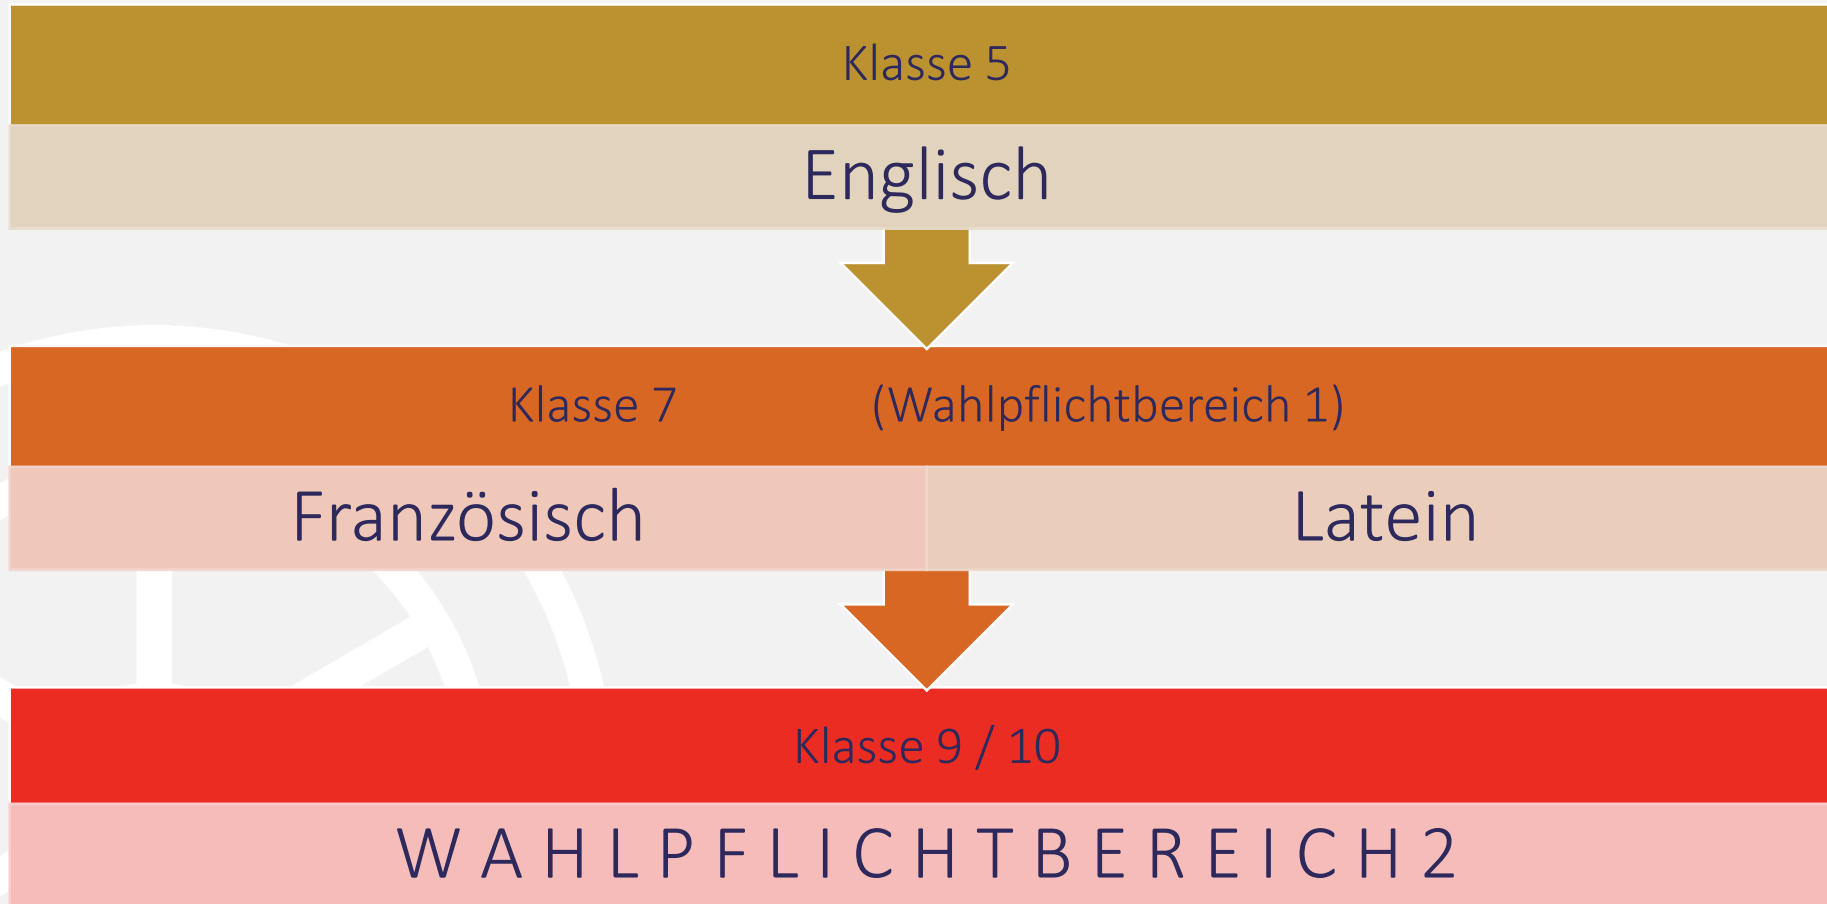 Klasse 5
Englisch
Klasse 7 (Wahlpflichtbereich 1)
Französisch Latein
Klasse 9 / 10
W A H L P F L I C H T B E R E I C H 2